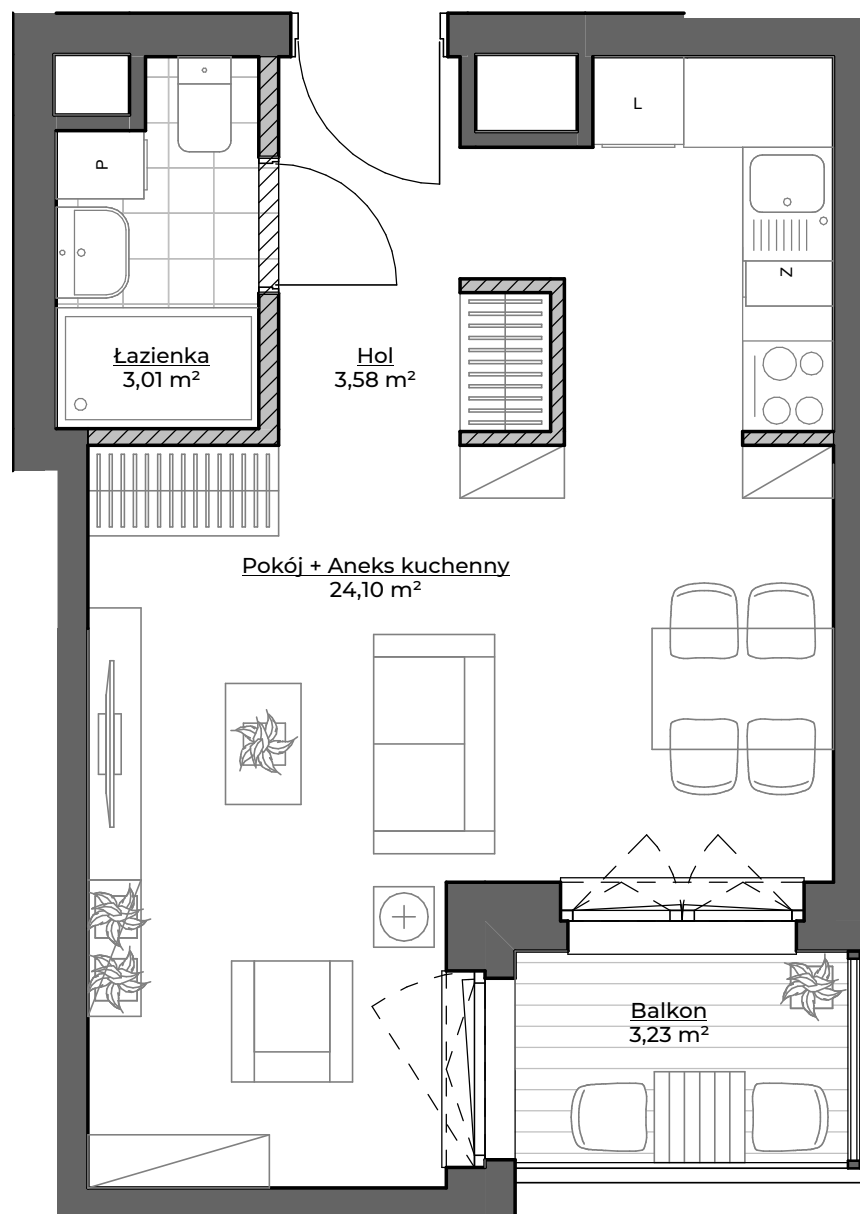 L
P
Z
Łazienka
3,01 m²
Hol
3,58 m²
Pokój + Aneks kuchenny
24,10 m²
Balkon
3,23 m²